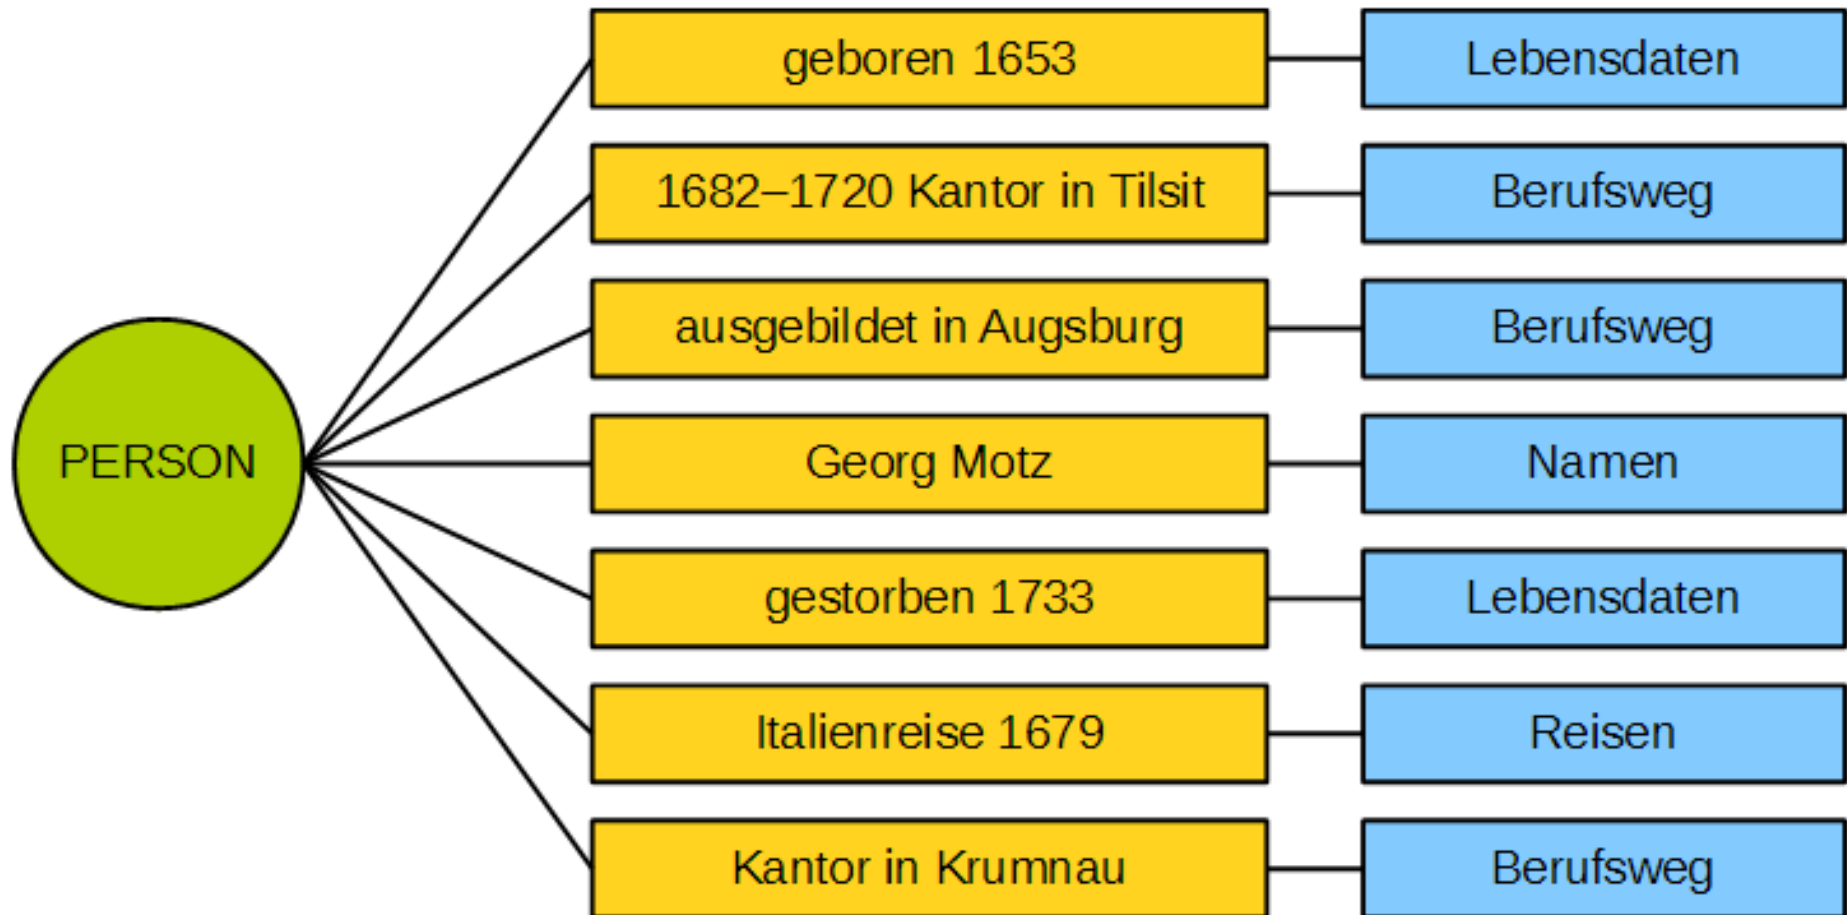 geboren 1653
Lebensdaten
1682–1720 Kantor in Tilsit
Berufsweg
ausgebildet in Augsburg
Berufsweg
PERSON
Georg Motz
Namen
gestorben 1733
Lebensdaten
Italienreise 1679
Reisen
Kantor in Krumnau
Berufsweg